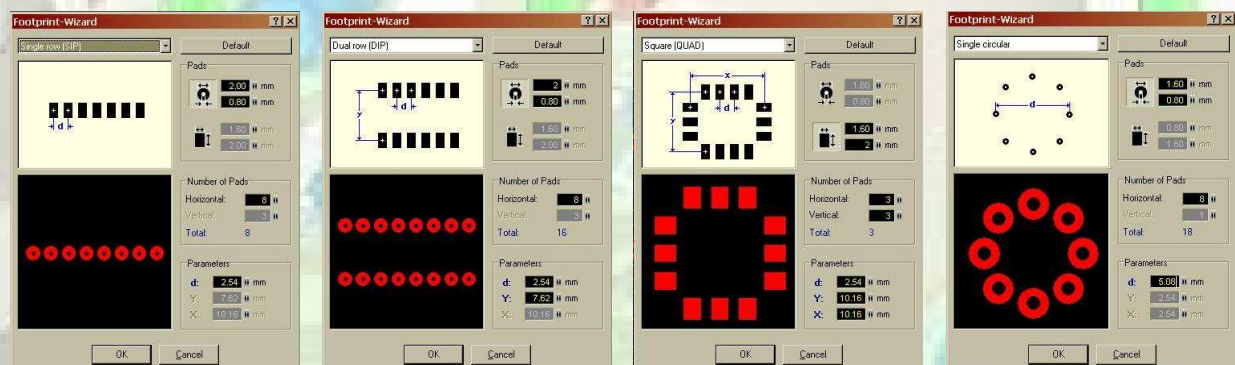 Footprint-Wizard
Single row (SIP)
Default
Pads
2.00 mm
0.80 mm
1.60 mm
2.00 mm
d
Number of Pads
Horizontal: 8
Vertical: 3
Total: 8
Parameters
d: 2.54 mm
Y: 7.62 mm
X: 10.16 mm
OK Cancel
Footprint-Wizard
Dual row (DIP)
Default
Pads
2 mm
0.80 mm
1.60 mm
2.00 mm
d
Y
Number of Pads
Horizontal: 8
Vertical: 3
Total: 16
Parameters
d: 2.54 mm
Y: 7.62 mm
X: 10.16 mm
OK Cancel
Footprint-Wizard
Square (QUAD)
Default
Pads
1.60 mm
0.80 mm
1.60 mm
2 mm
X
d
Y
Number of Pads
Horizontal: 3
Vertical: 3
Total: 3
Parameters
d: 2.54 mm
Y: 10.16 mm
X: 10.16 mm
OK Cancel
Footprint-Wizard
Single circular
Default
Pads
1.60 mm
0.80 mm
0.80 mm
1.60 mm
d
Number of Pads
Horizontal: 8
Vertical: 1
Total: 18
Parameters
d: 5.08 mm
Y: 2.54 mm
X: 2.54 mm
OK Cancel